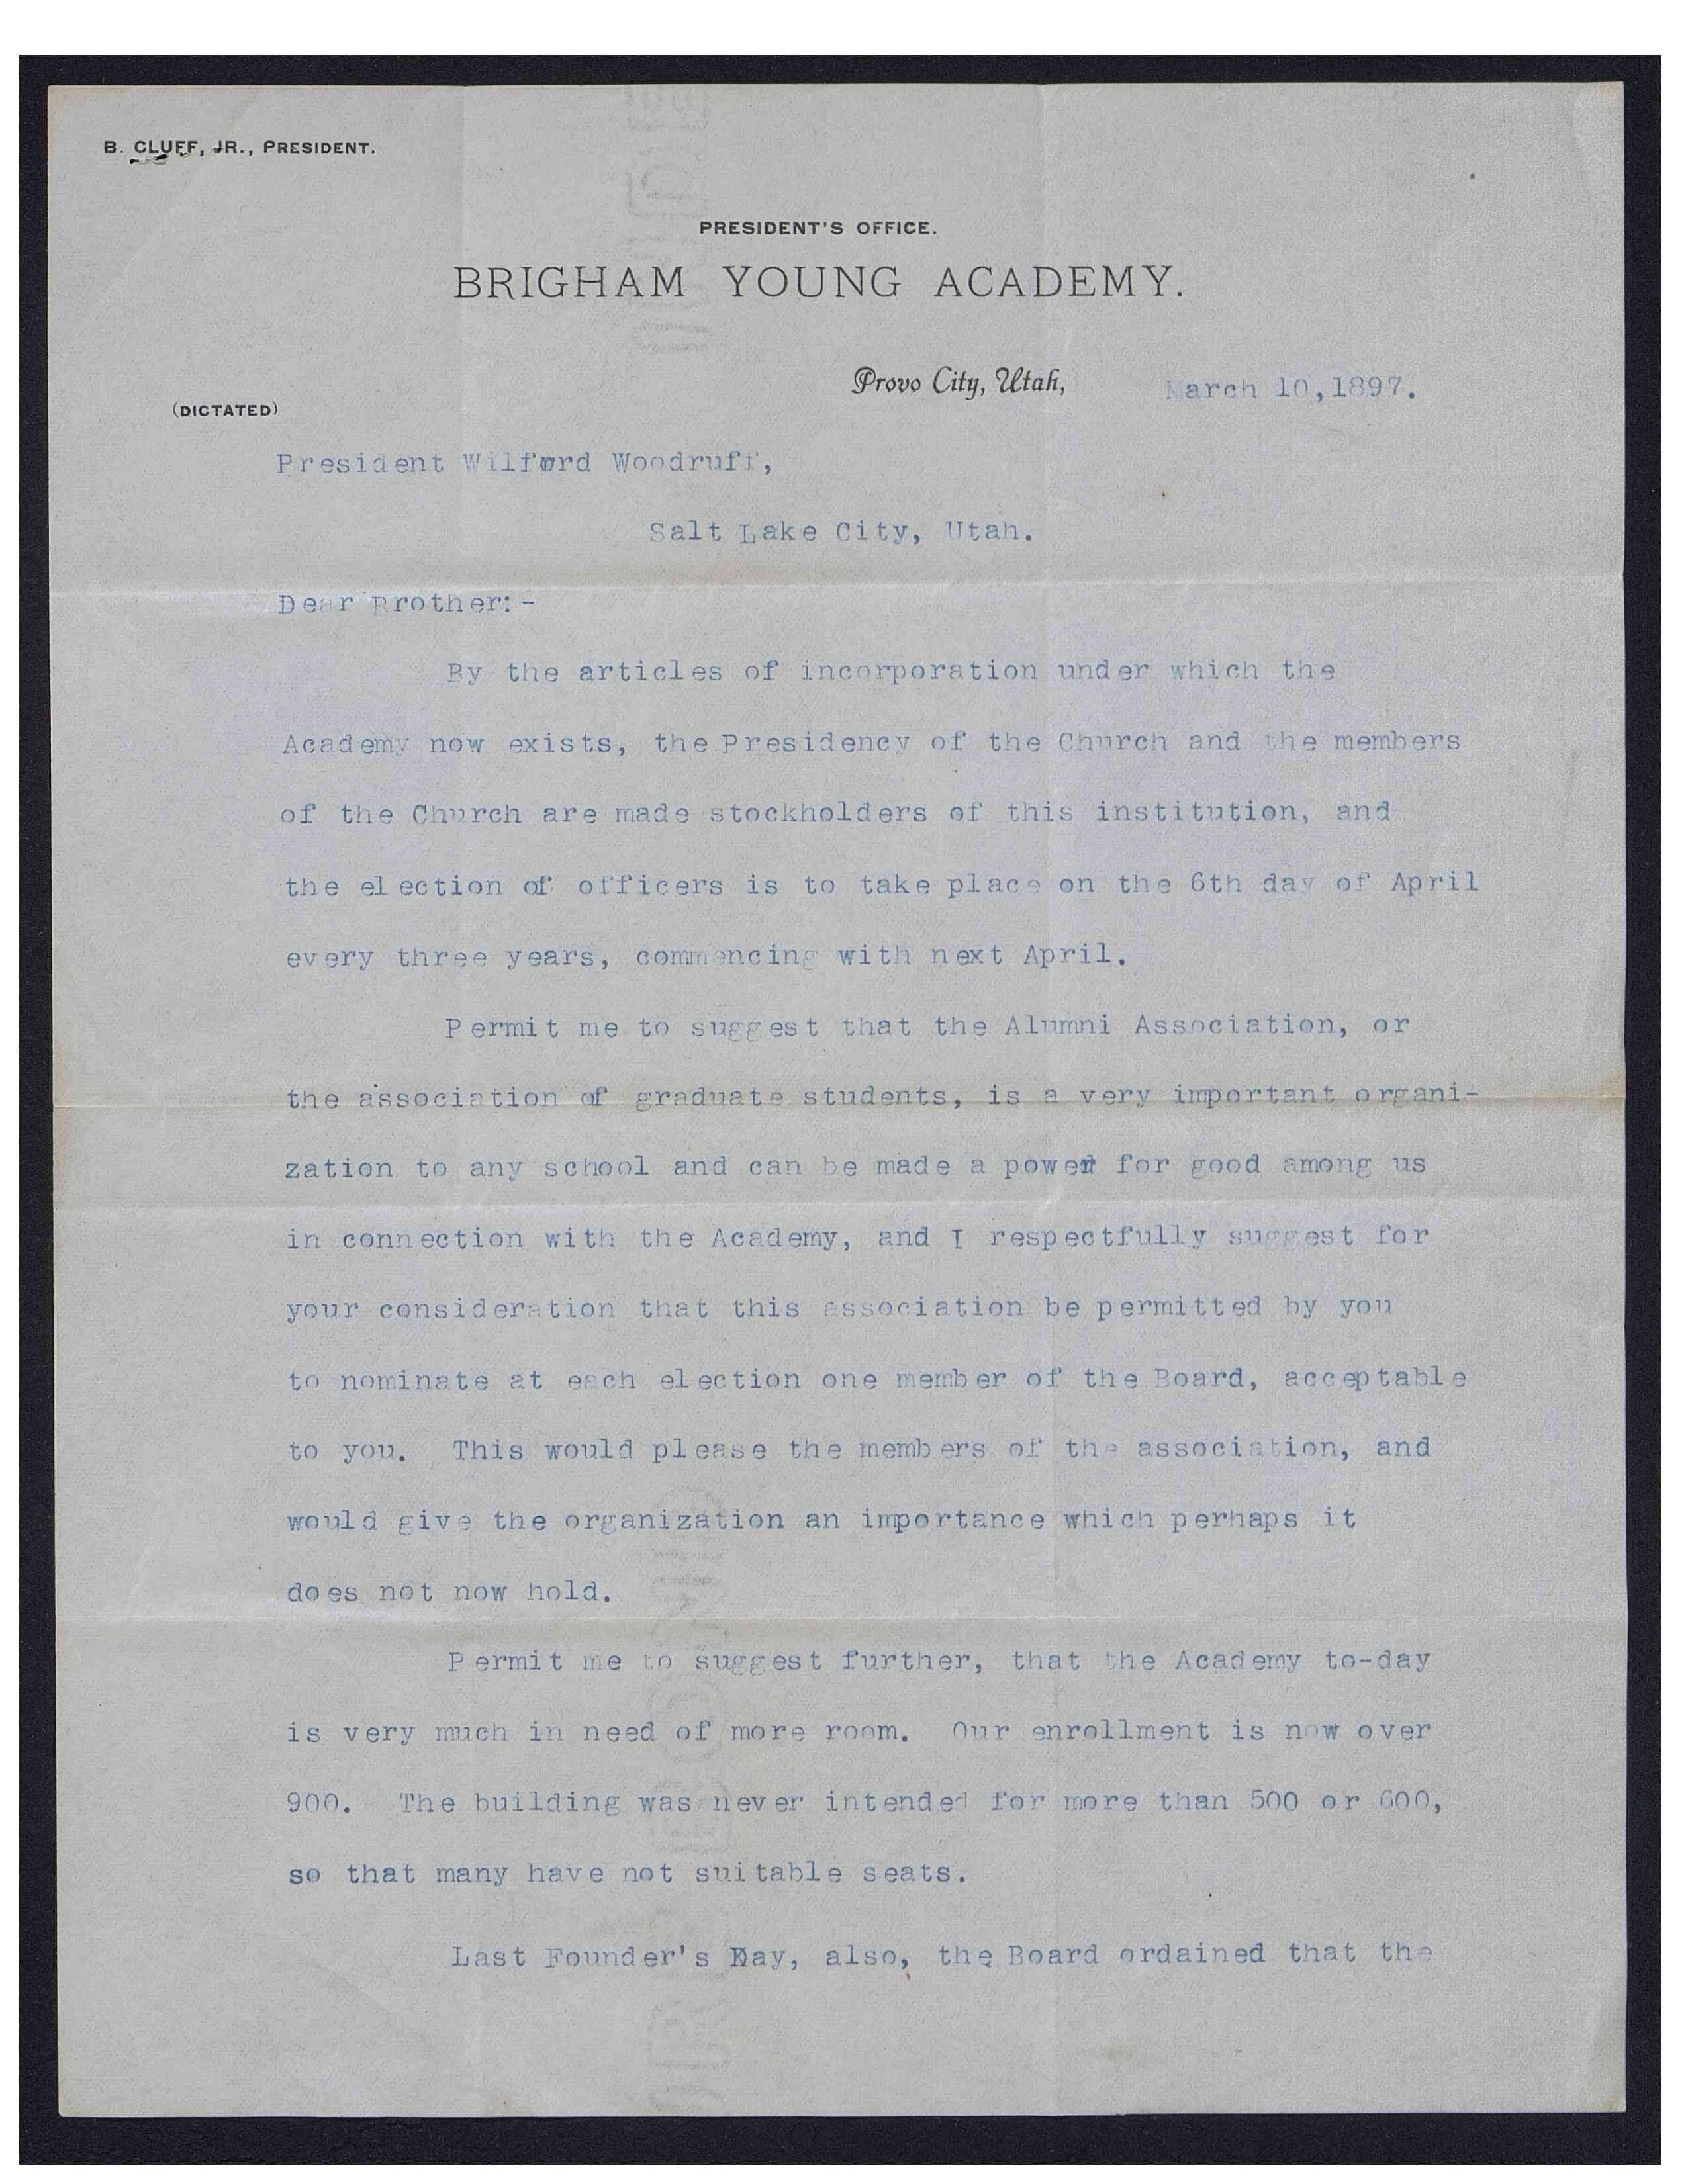 B. CLUFF, JR., PRESIDENT.
PRESIDENT'S OFFICE.
BRIGHAM YOUNG ACADEMY.
Provo City, Utah, March 10, 1897.
(DICTATED)
President Wilford Woodruff,
Salt Lake City, Utah.
Dear Brother:-
By the articles of incorporation under which the
Academy now exists, the Presidency of the Church and the members
of the Church are made stockholders of this institution, and
the election of officers is to take place on the 6th day of April
every three years, commencing with next April.
Permit me to suggest that the Alumni Association, or
the association of graduate students, is a very important organi-
zation to any school and can be made a power for good among us
in connection with the Academy, and I respectfully suggest for
your consideration that this association be permitted by you
to nominate at each election one member of the Board, acceptable
to you. This would please the members of the association, and
would give the organization an importance which perhaps it
does not now hold.
Permit me to suggest further, that the Academy to-day
is very much in need of more room. Our enrollment is now over
900. The building was never intended for more than 500 or 600,
so that many have not suitable seats.
Last Founder's Day, also, the Board ordained that the